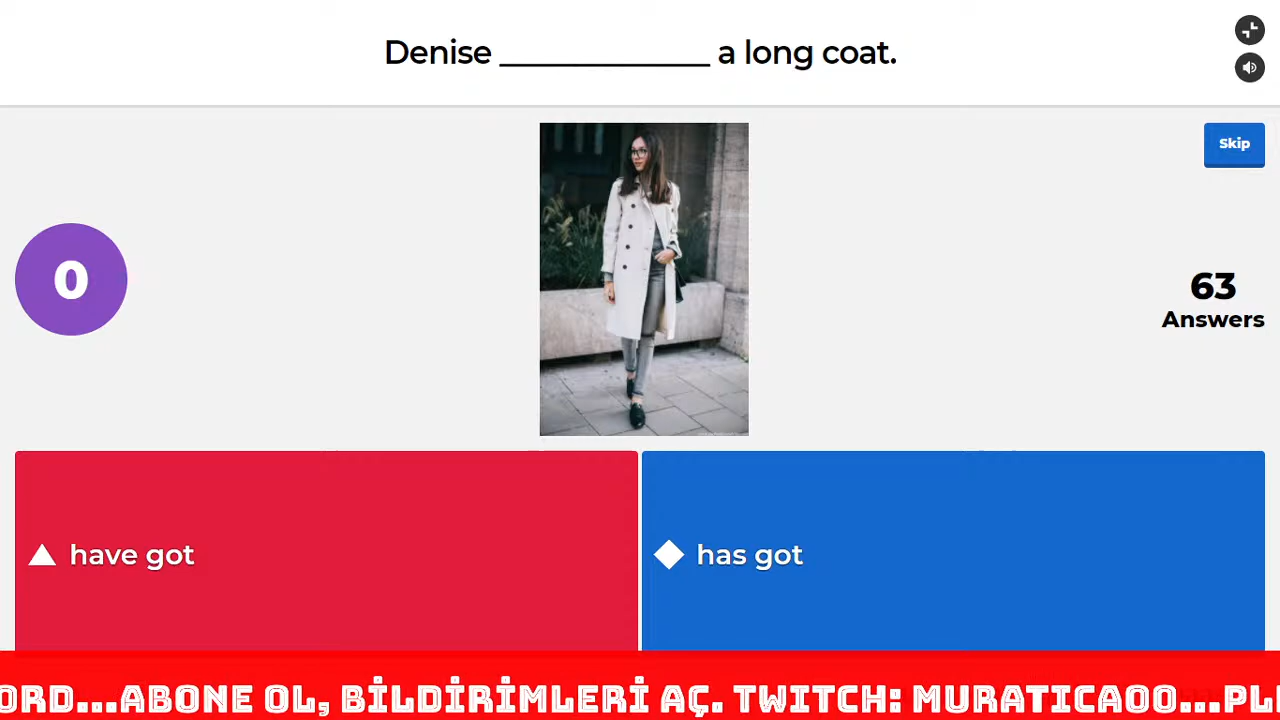 Denise ______________ a long coat.
Skip
0
63
Answers
have got
has got
ORD...ABONE OL, BİLDİRİMLERİ AÇ. TWITCH: MURATICAOO...PL